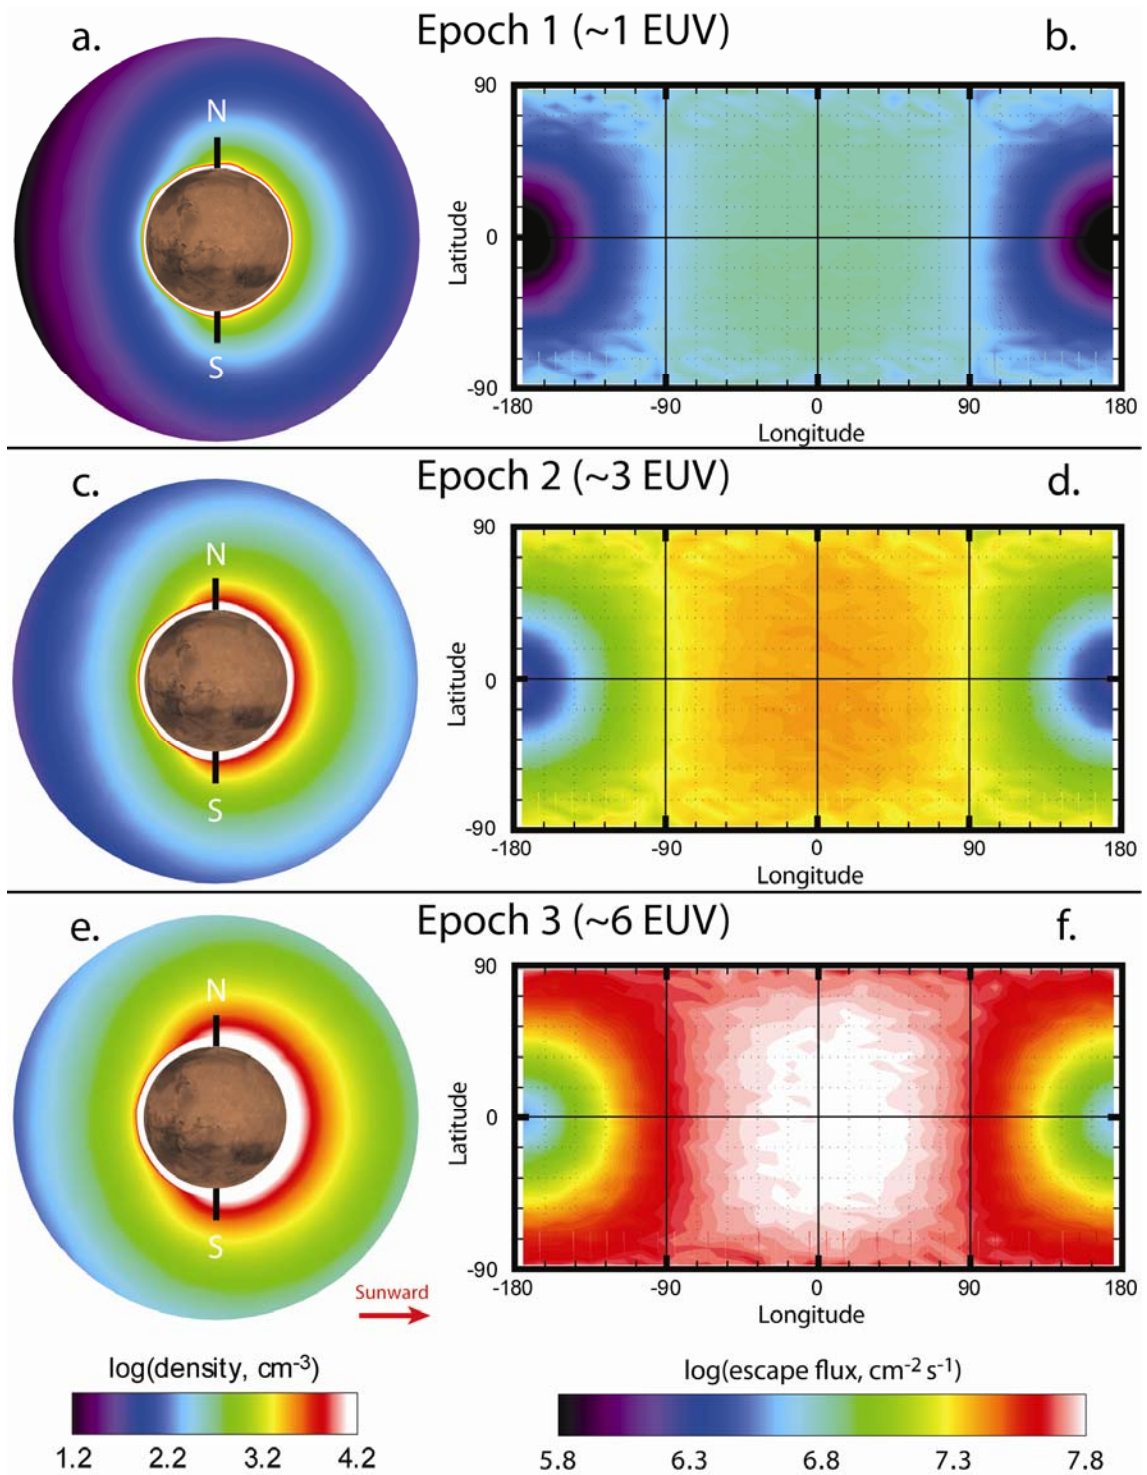 a.
Epoch 1 (~1 EUV)
b.
N
S
90
0
-90
Latitude
-180
-90
0
90
180
Longitude
c.
Epoch 2 (~3 EUV)
d.
N
S
90
0
-90
Latitude
-180
-90
0
90
180
Longitude
e.
Epoch 3 (~6 EUV)
f.
N
S
90
0
-90
Latitude
-180
-90
0
90
180
Longitude
Sunward
log(density, cm⁻³)
1.2 2.2 3.2 4.2
log(escape flux, cm⁻² s⁻¹)
5.8 6.3 6.8 7.3 7.8